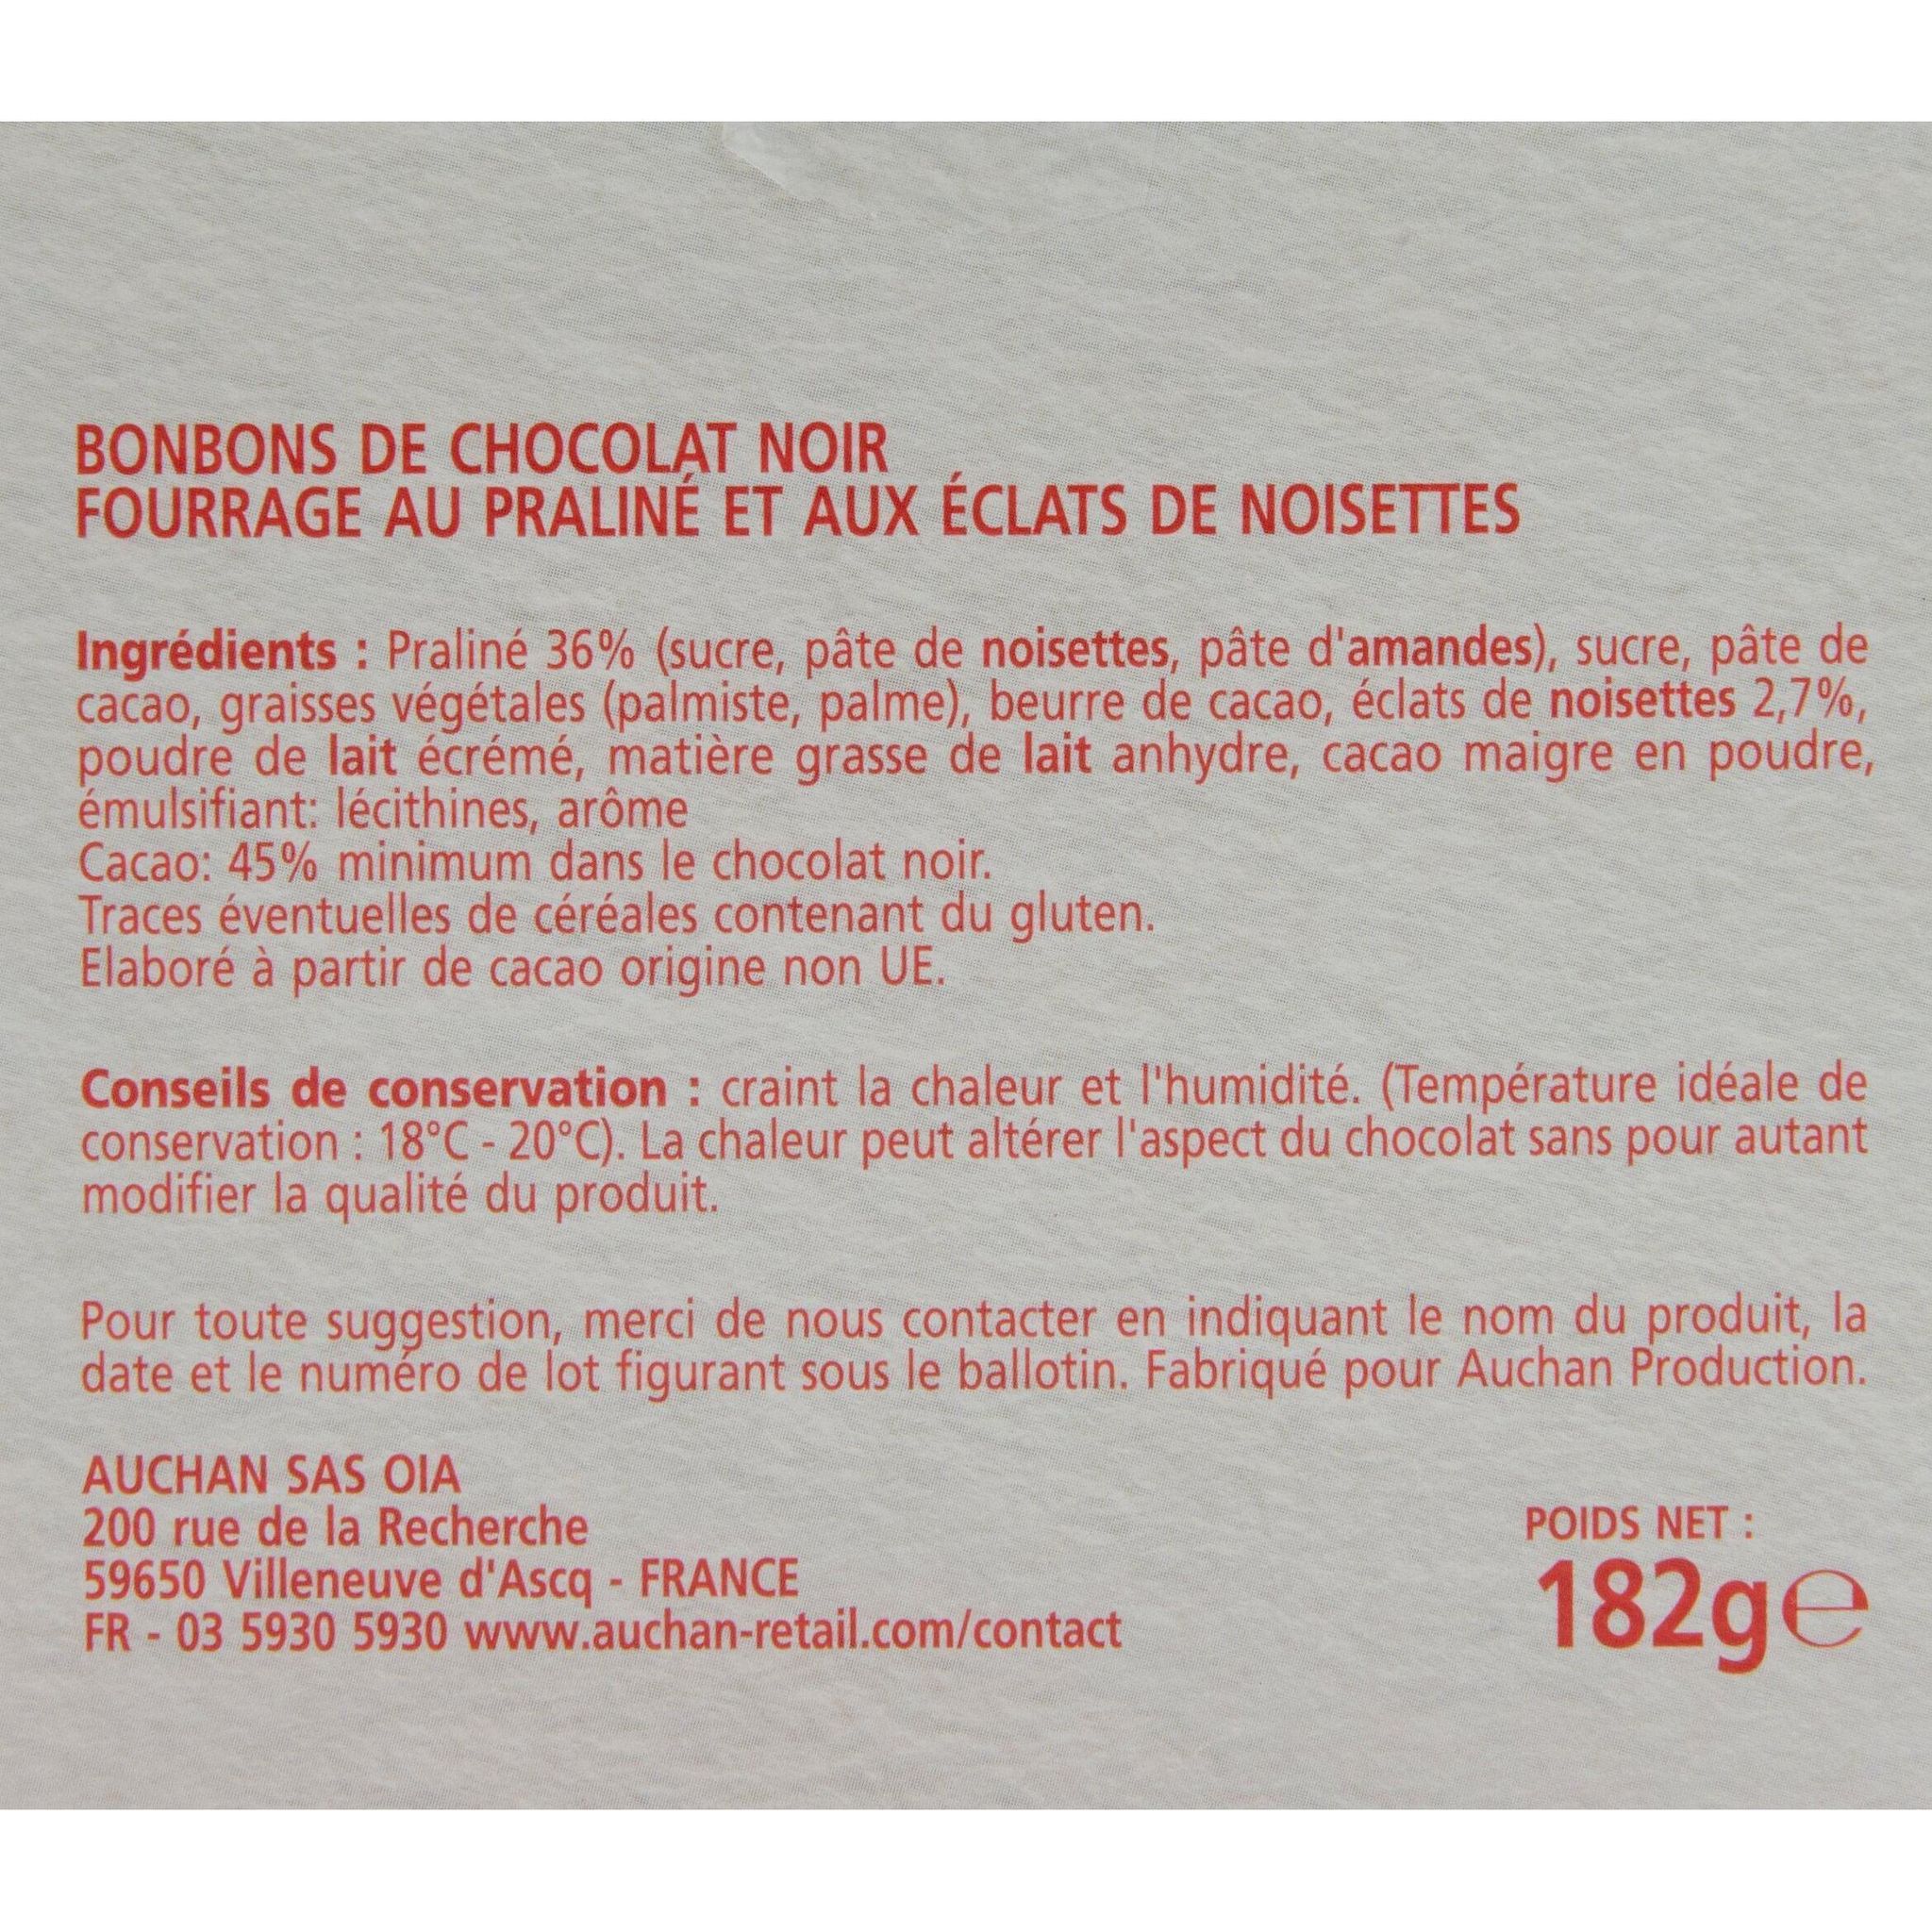 BONBONS DE CHOCOLAT NOIR
FOURRAGE AU PRALINÉ ET AUX ÉCLATS DE NOISETTES
Ingrédients : Praliné 36% (sucre, pâte de noisettes, pâte d'amandes), sucre, pâte de
cacao, graisses végétales (palmiste, palme), beurre de cacao, éclats de noisettes 2,7%,
poudre de lait écrémé, matière grasse de lait anhydre, cacao maigre en poudre,
émulsifiant: lécithines, arôme
Cacao: 45% minimum dans le chocolat noir.
Traces éventuelles de céréales contenant du gluten.
Elaboré à partir de cacao origine non UE.
Conseils de conservation : craint la chaleur et l'humidité. (Température idéale de
conservation : 18°C - 20°C). La chaleur peut altérer l'aspect du chocolat sans pour autant
modifier la qualité du produit.
Pour toute suggestion, merci de nous contacter en indiquant le nom du produit, la
date et le numéro de lot figurant sous le ballotin. Fabriqué pour Auchan Production.
AUCHAN SAS OIA
200 rue de la Recherche
59650 Villeneuve d'Ascq - FRANCE
FR - 03 5930 5930 www.auchan-retail.com/contact
POIDS NET :
182g℮